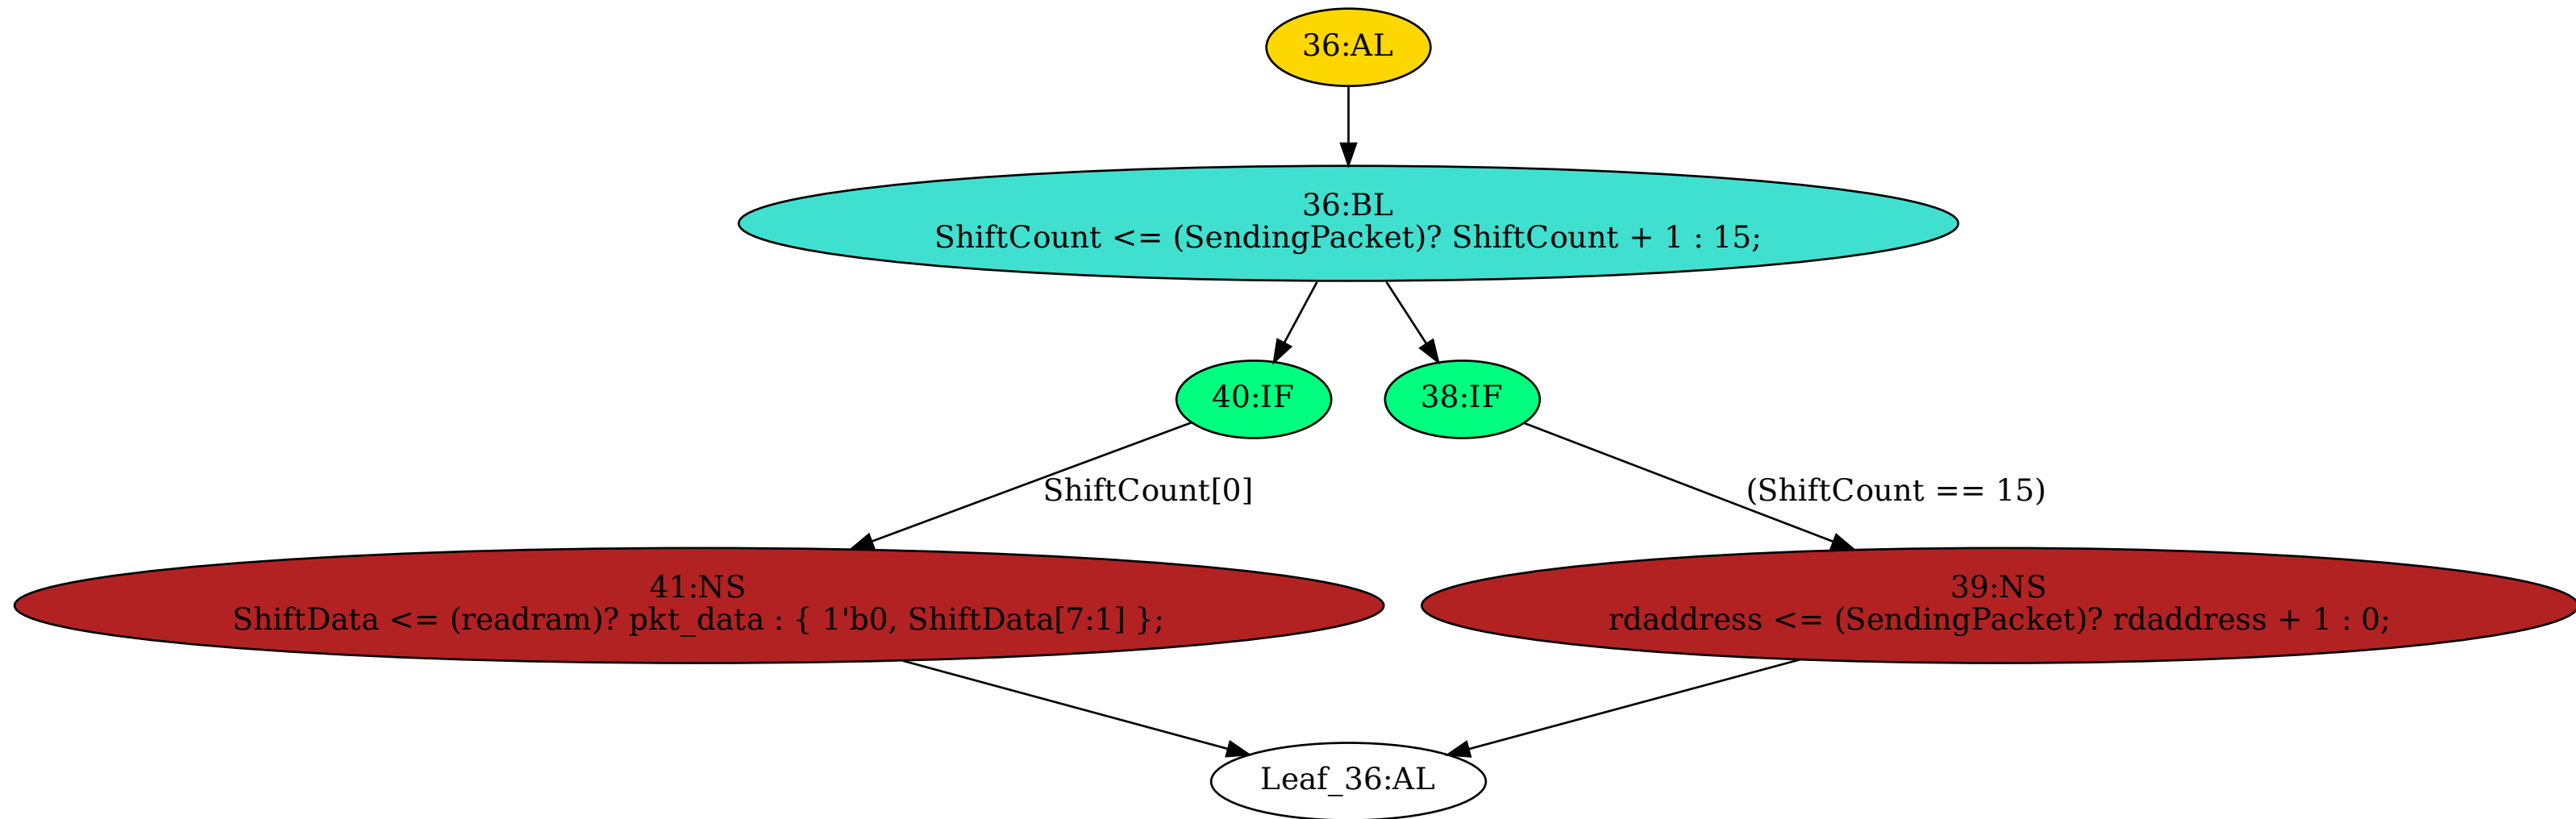 36:AL
36:BL
ShiftCount <= (SendingPacket)? ShiftCount + 1 : 15;
40:IF
38:IF
ShiftCount[0]
(ShiftCount == 15)
41:NS
ShiftData <= (readram)? pkt_data : { 1'b0, ShiftData[7:1] };
39:NS
rdaddress <= (SendingPacket)? rdaddress + 1 : 0;
Leaf_36:AL